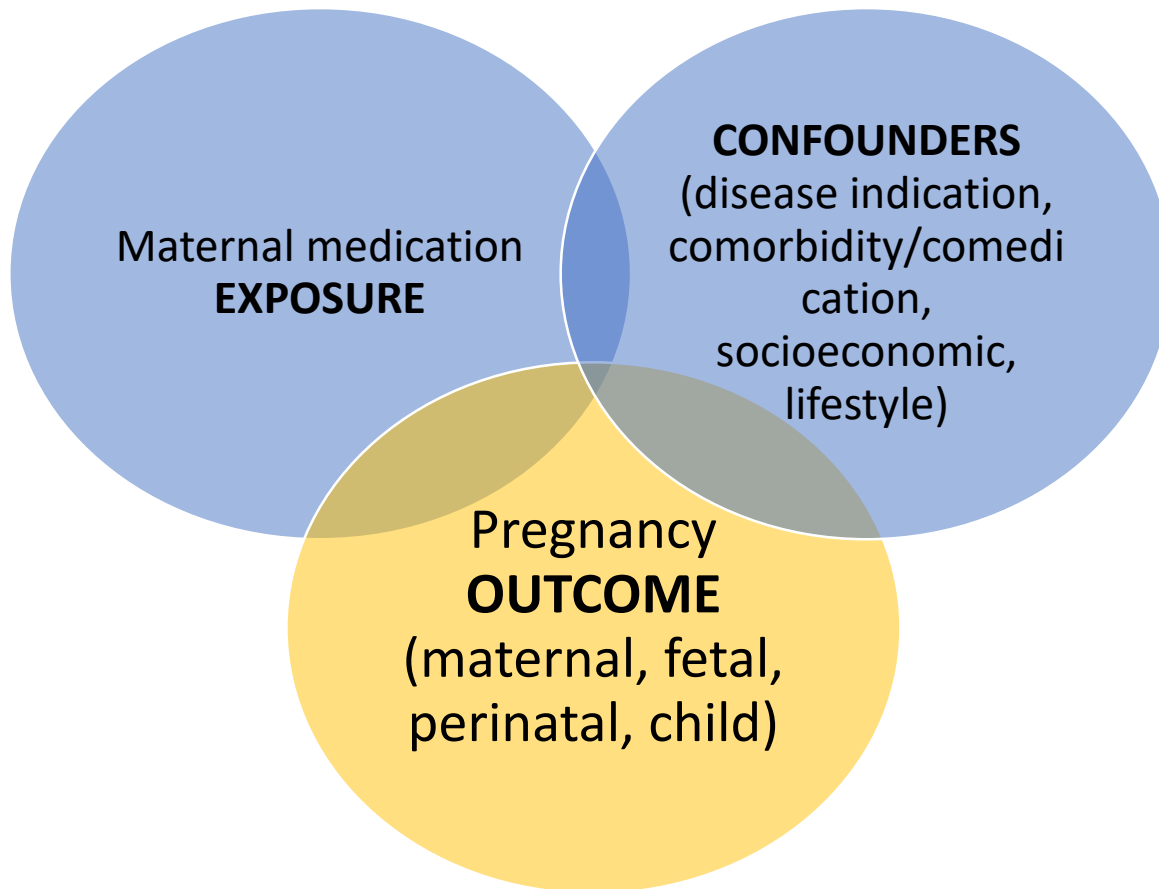 Maternal medication
EXPOSURE
CONFOUNDERS
(disease indication,
comorbidity/comedi
cation,
socioeconomic,
lifestyle)
Pregnancy
OUTCOME
(maternal, fetal,
perinatal, child)